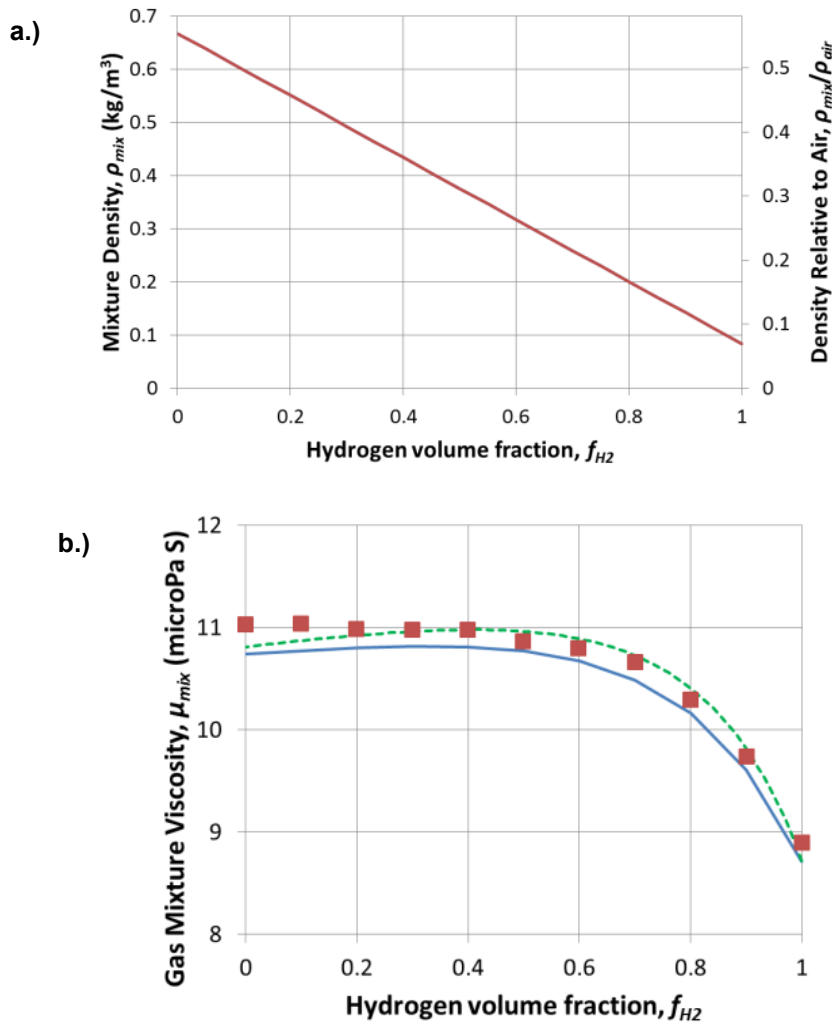 a.)
Mixture Density, ρmix (kg/m³)
0.7
0.6
0.5
0.4
0.3
0.2
0.1
0
0 0.2 0.4 0.6 0.8 1
Hydrogen volume fraction, fH2
0.5
0.4
0.3
0.2
0.1
0
Density Relative to Air, ρmix/ρair
b.)
Gas Mixture Viscosity, μmix (microPa S)
12
11
10
9
8
0 0.2 0.4 0.6 0.8 1
Hydrogen volume fraction, fH2